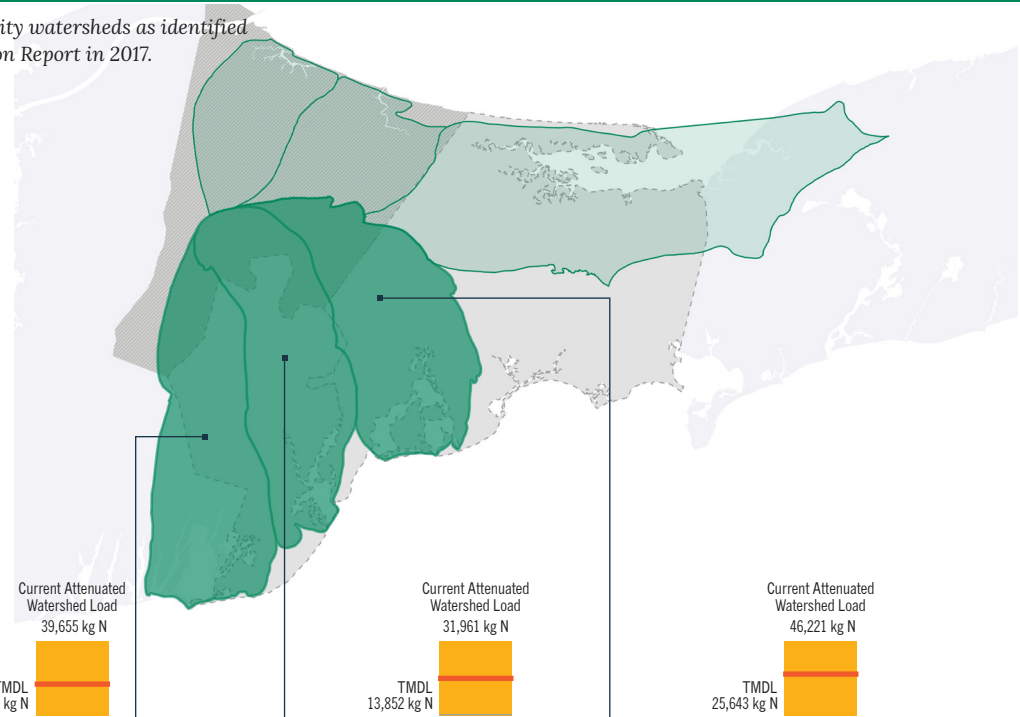 ity watersheds as identified
on Report in 2017.
Current Attenuated
Watershed Load
39,655 kg N
TMDL
kg N
Current Attenuated
Watershed Load
31,961 kg N
TMDL
13,852 kg N
Current Attenuated
Watershed Load
46,221 kg N
TMDL
25,643 kg N